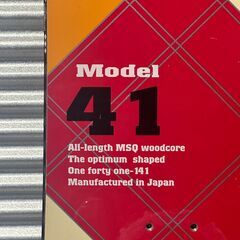 Model
41
All-length MSQ woodcore
The optimum shaped
One forty one-141
Manufactured in Japan